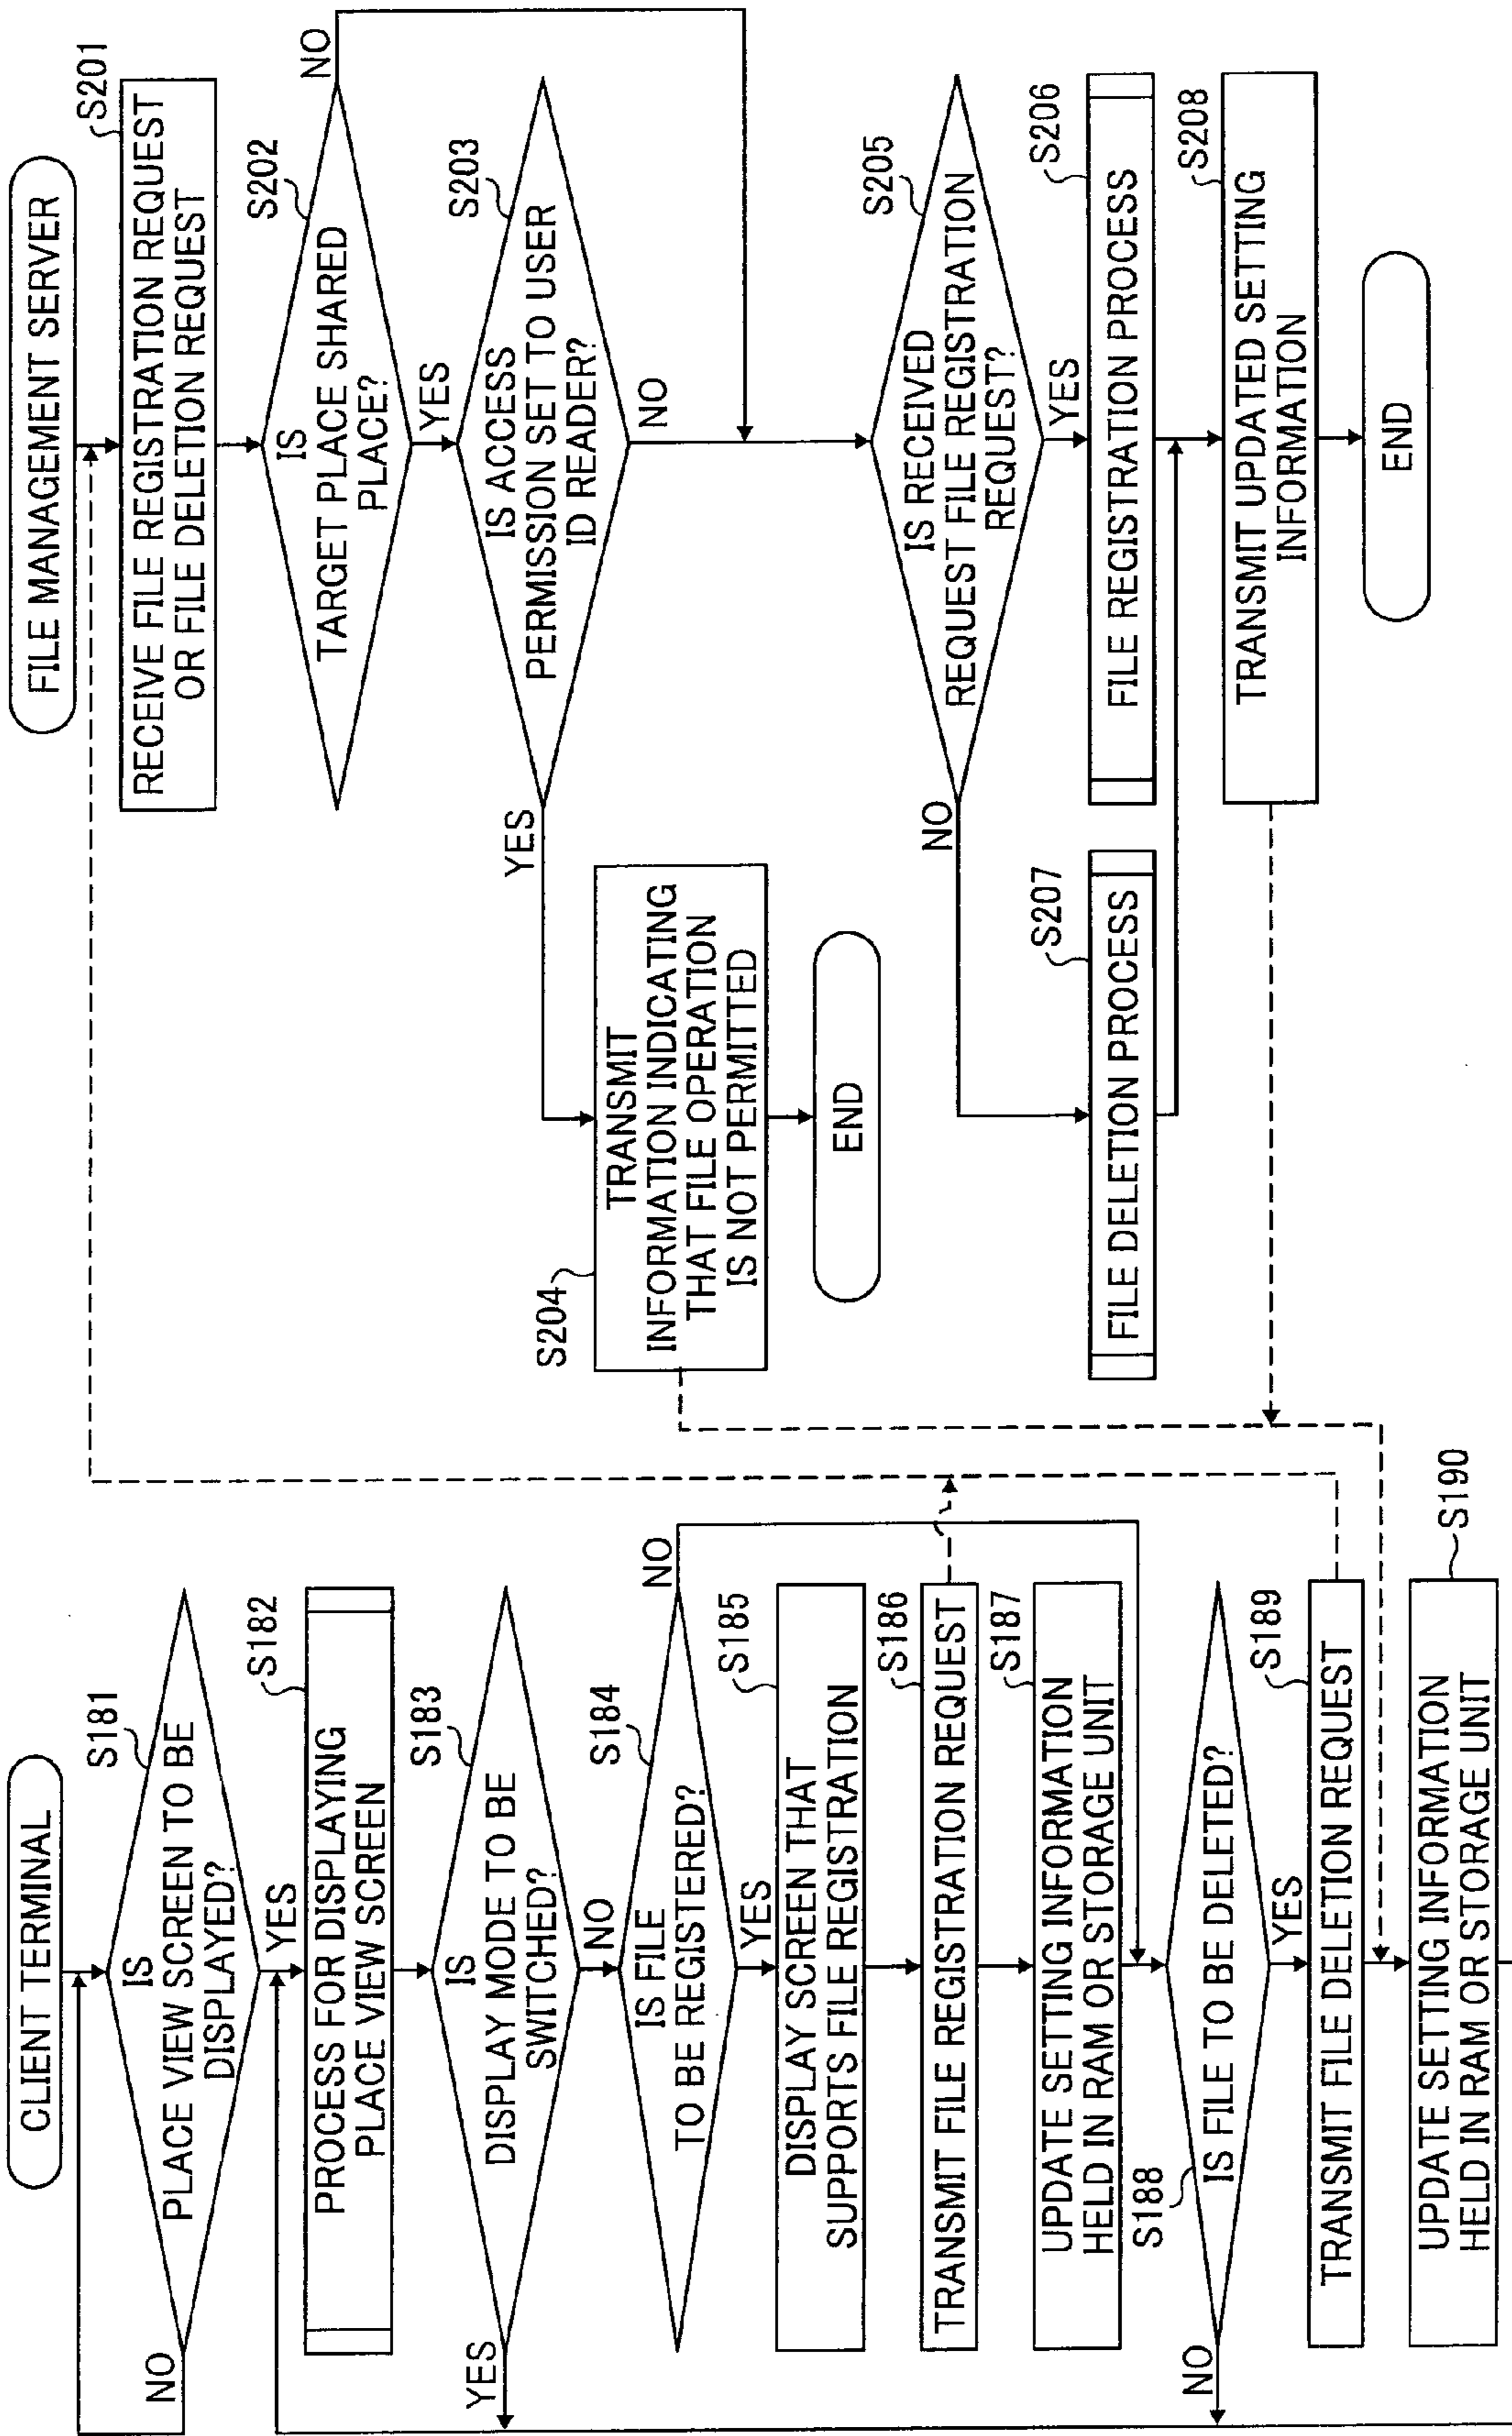 CLIENT TERMINAL
S181
IS
PLACE VIEW SCREEN TO BE
DISPLAYED?
NO
YES
S182
PROCESS FOR DISPLAYING
PLACE VIEW SCREEN
S183
IS
DISPLAY MODE TO BE
SWITCHED?
YES
NO
S184
IS FILE
TO BE REGISTERED?
NO
YES
S185
DISPLAY SCREEN THAT
SUPPORTS FILE REGISTRATION
S186
TRANSMIT FILE REGISTRATION REQUEST
S187
UPDATE SETTING INFORMATION
HELD IN RAM OR STORAGE UNIT
S188
IS FILE TO BE DELETED?
NO
YES
S189
TRANSMIT FILE DELETION REQUEST
S190
UPDATE SETTING INFORMATION
HELD IN RAM OR STORAGE UNIT
FILE MANAGEMENT SERVER
S201
RECEIVE FILE REGISTRATION REQUEST
OR FILE DELETION REQUEST
S202
IS
TARGET PLACE SHARED
PLACE?
NO
YES
S203
IS ACCESS
PERMISSION SET TO USER
ID READER?
YES
NO
S204
TRANSMIT
INFORMATION INDICATING
THAT FILE OPERATION
IS NOT PERMITTED
END
S205
IS RECEIVED
REQUEST FILE REGISTRATION
REQUEST?
NO
YES
S206
FILE REGISTRATION PROCESS
S207
FILE DELETION PROCESS
S208
TRANSMIT UPDATED SETTING
INFORMATION
END